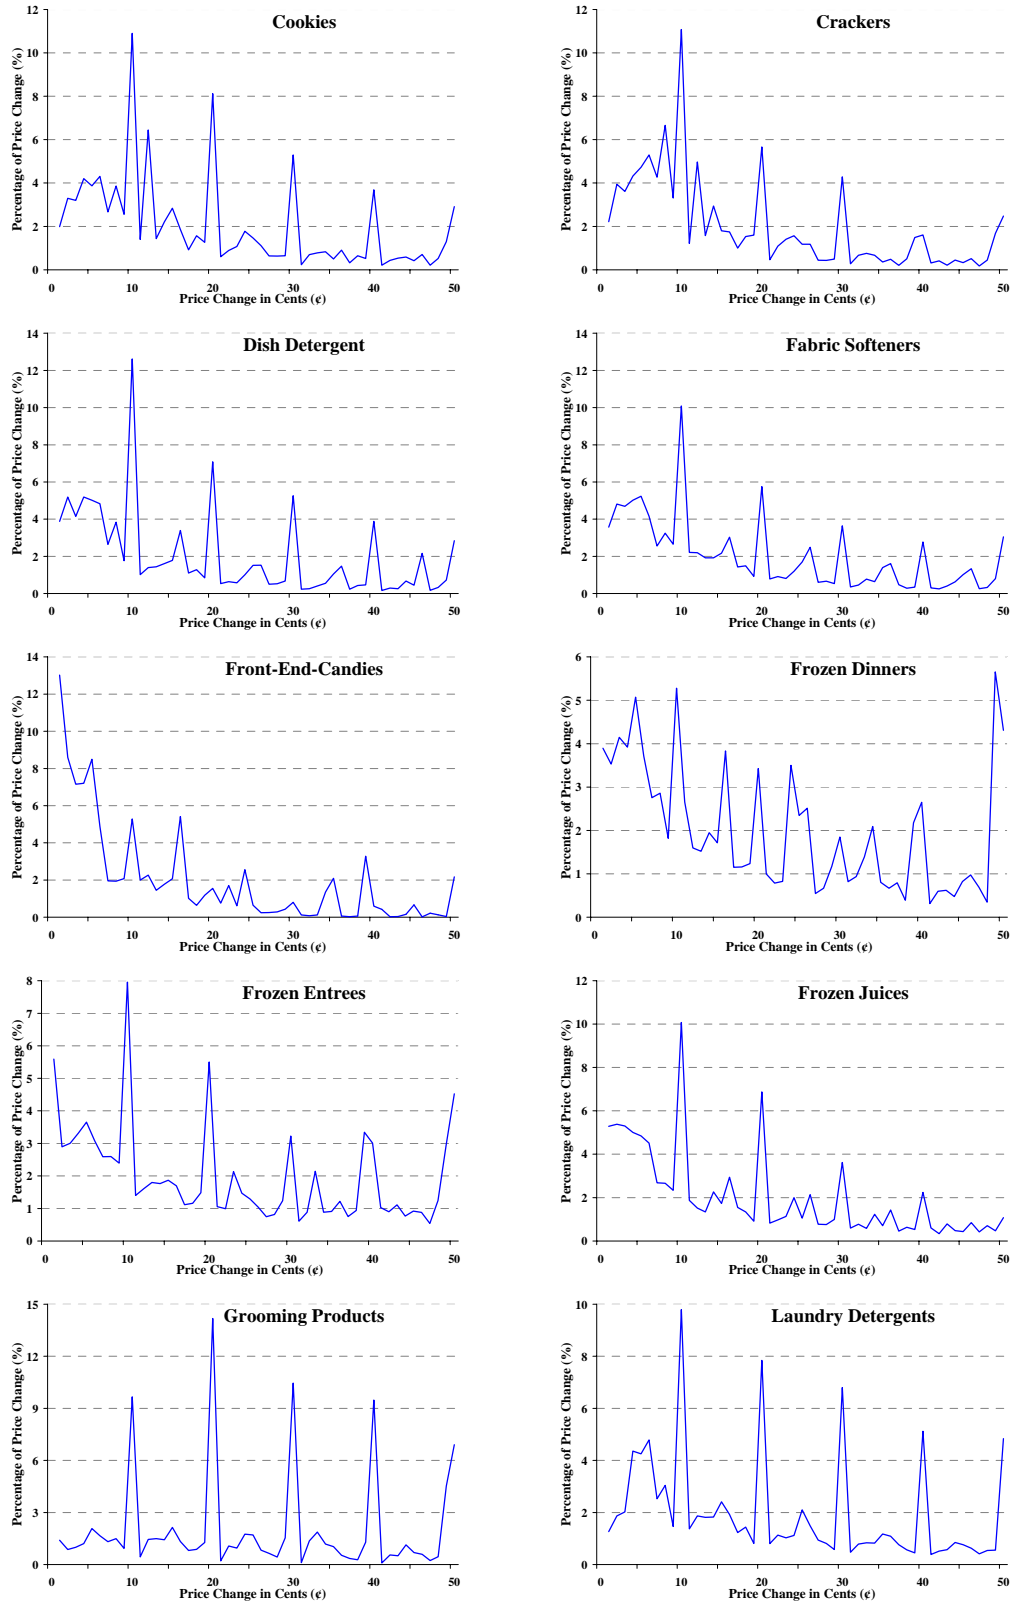 Cookies
Percentage of Price Change (%)
12
10
8
6
4
2
0
0 10 20 30 40 50
Price Change in Cents (¢)
Crackers
Percentage of Price Change (%)
12
10
8
6
4
2
0
0 10 20 30 40 50
Price Change in Cents (¢)
Dish Detergent
Percentage of Price Change (%)
14
12
10
8
6
4
2
0
0 10 20 30 40 50
Price Change in Cents (¢)
Fabric Softeners
Percentage of Price Change (%)
14
12
10
8
6
4
2
0
0 10 20 30 40 50
Price Change in Cents (¢)
Front-End-Candies
Percentage of Price Change (%)
14
12
10
8
6
4
2
0
0 10 20 30 40 50
Price Change in Cents (¢)
Frozen Dinners
Percentage of Price Change (%)
6
5
4
3
2
1
0
0 10 20 30 40 50
Price Change in Cents (¢)
Frozen Entrees
Percentage of Price Change (%)
8
7
6
5
4
3
2
1
0
0 10 20 30 40 50
Price Change in Cents (¢)
Frozen Juices
Percentage of Price Change (%)
12
10
8
6
4
2
0
0 10 20 30 40 50
Price Change in Cents (¢)
Grooming Products
Percentage of Price Change (%)
15
12
9
6
3
0
0 10 20 30 40 50
Price Change in Cents (¢)
Laundry Detergents
Percentage of Price Change (%)
10
8
6
4
2
0
0 10 20 30 40 50
Price Change in Cents (¢)